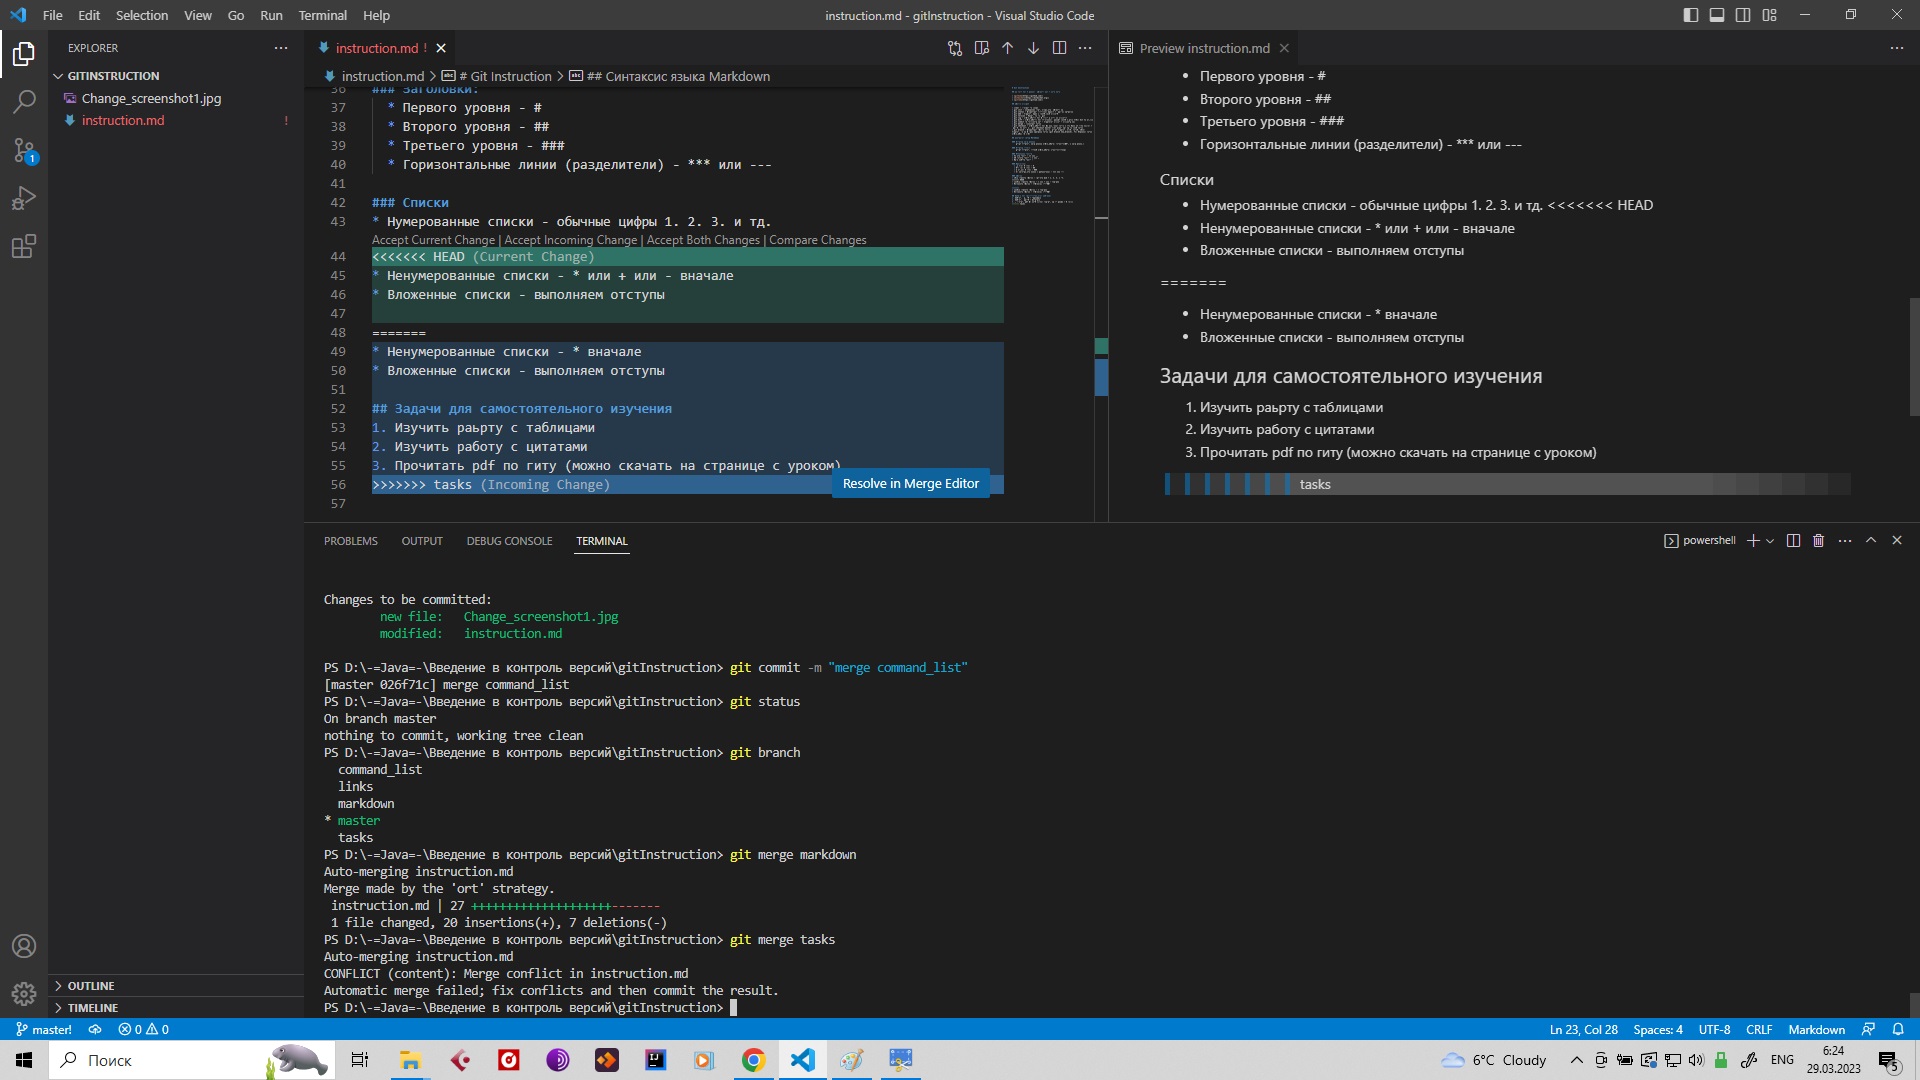 File Edit Selection View Go Run Terminal Help
instruction.md - gitInstruction - Visual Studio Code
EXPLORER
GITINSTRUCTION
Change_screenshot1.jpg
instruction.md !
1
OUTLINE
TIMELINE
instruction.md !
instruction.md > # Git Instruction > ## Синтаксис языка Markdown
36 ### Заголовки:
37 * Первого уровня - #
38 * Второго уровня - ##
39 * Третьего уровня - ###
40 * Горизонтальные линии (разделители) - *** или ---
41
42 ### Списки
43 * Нумерованные списки - обычные цифры 1. 2. 3. и тд.
Accept Current Change | Accept Incoming Change | Accept Both Changes | Compare Changes
44 <<<<<<< HEAD (Current Change)
45 * Ненумерованные списки - * или + или - вначале
46 * Вложенные списки - выполняем отступы
47
48 =======
49 * Ненумерованные списки - * вначале
50 * Вложенные списки - выполняем отступы
51
52 ## Задачи для самостоятельного изучения
53 1. Изучить раьрту с таблицами
54 2. Изучить работу с цитатами
55 3. Прочитать pdf по гиту (можно скачать на странице с уроком)
56 >>>>>>> tasks (Incoming Change)
57
Resolve in Merge Editor
Preview instruction.md
• Первого уровня - #
• Второго уровня - ##
• Третьего уровня - ###
• Горизонтальные линии (разделители) - *** или ---
Списки
• Нумерованные списки - обычные цифры 1. 2. 3. и тд. <<<<<<< HEAD
• Ненумерованные списки - * или + или - вначале
• Вложенные списки - выполняем отступы
=======
• Ненумерованные списки - * вначале
• Вложенные списки - выполняем отступы
Задачи для самостоятельного изучения
1. Изучить раьрту с таблицами
2. Изучить работу с цитатами
3. Прочитать pdf по гиту (можно скачать на странице с уроком)
tasks
PROBLEMS OUTPUT DEBUG CONSOLE TERMINAL
powershell
Changes to be committed:
new file: Change_screenshot1.jpg
modified: instruction.md
PS D:\-=Java=-\Введение в контроль версий\gitInstruction> git commit -m "merge command_list"
[master 026f71c] merge command_list
PS D:\-=Java=-\Введение в контроль версий\gitInstruction> git status
On branch master
nothing to commit, working tree clean
PS D:\-=Java=-\Введение в контроль версий\gitInstruction> git branch
command_list
links
markdown
* master
tasks
PS D:\-=Java=-\Введение в контроль версий\gitInstruction> git merge markdown
Auto-merging instruction.md
Merge made by the 'ort' strategy.
instruction.md | 27 ++++++++++++++++++++-------
1 file changed, 20 insertions(+), 7 deletions(-)
PS D:\-=Java=-\Введение в контроль версий\gitInstruction> git merge tasks
Auto-merging instruction.md
CONFLICT (content): Merge conflict in instruction.md
Automatic merge failed; fix conflicts and then commit the result.
PS D:\-=Java=-\Введение в контроль версий\gitInstruction>
master! 0 0
Ln 23, Col 28 Spaces: 4 UTF-8 CRLF Markdown
Поиск
6°C Cloudy
ENG
6:24
29.03.2023
5